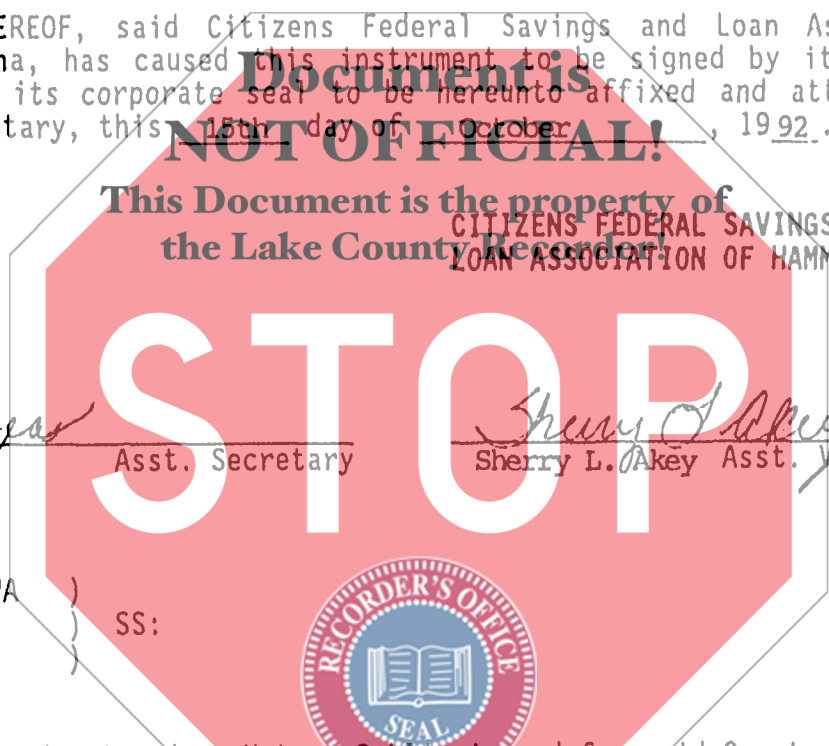 EREOF, said Citizens Federal Savings and Loan As
na, has caused this instrument to be signed by it
its corporate seal to be hereunto affixed and att
tary, this 15th day of October, 1992.
Document is
NOT OFFICIAL!
This Document is the property of
the Lake County Recorder!
CITIZENS FEDERAL SAVINGS
LOAN ASSOCIATION OF HAMM
STOP
Sherry L Akey
Asst. Secretary
Sherry L. Akey Asst. V
A )
) SS:
)
RECORDER'S OFFICE
SEAL